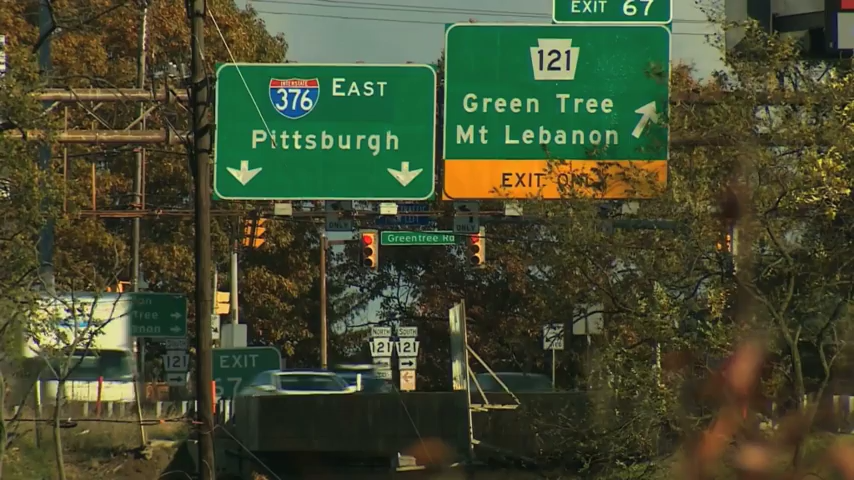 EXIT 67
121
Green Tree
Mt Lebanon
EXIT
INTERSTATE
376
EAST
Pittsburgh
Greentree Rd
ONLY
NORTH
121
SOUTH
121
121
EXIT